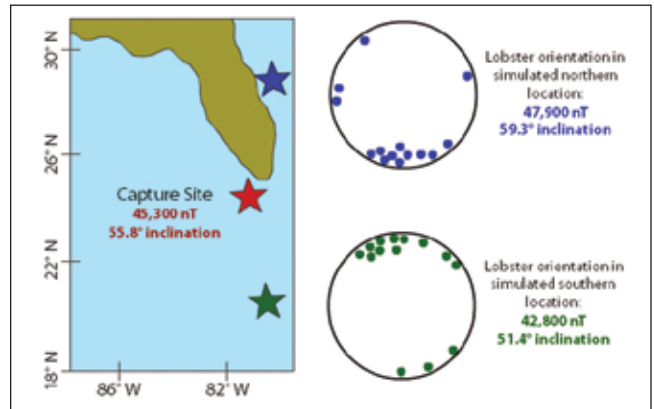 30° N
26° N
22° N
18° N
86° W
82° W
Capture Site
45,300 nT
55.8° inclination
Lobster orientation in
simulated northern
location:
47,900 nT
59.3° inclination
Lobster orientation in
simulated southern
location:
42,800 nT
51.4° inclination